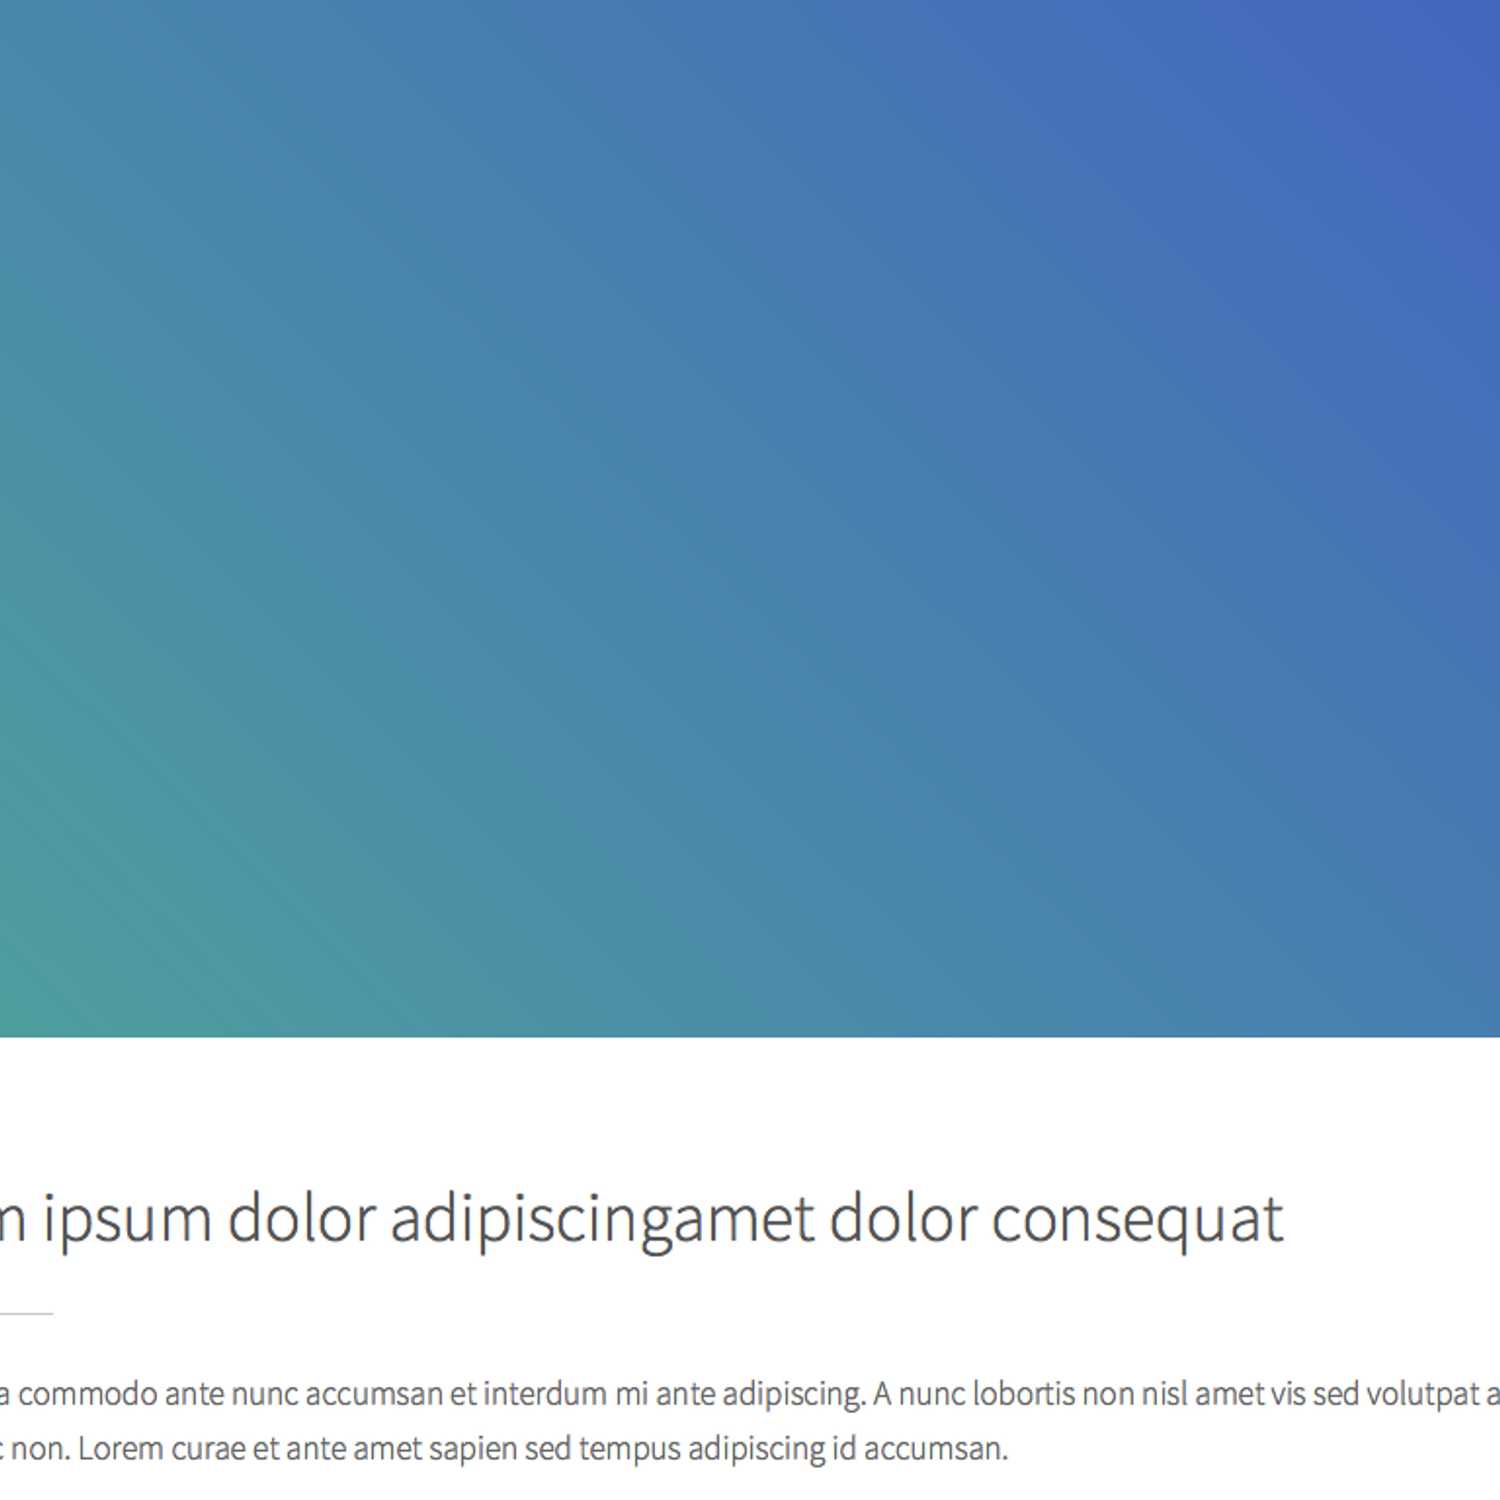 ipsum dolor adipiscingamet dolor consequat
a commodo ante nunc accumsan et interdum mi ante adipiscing. A nunc lobortis non nisl amet vis sed volutpat a
non. Lorem curae et ante amet sapien sed tempus adipiscing id accumsan.